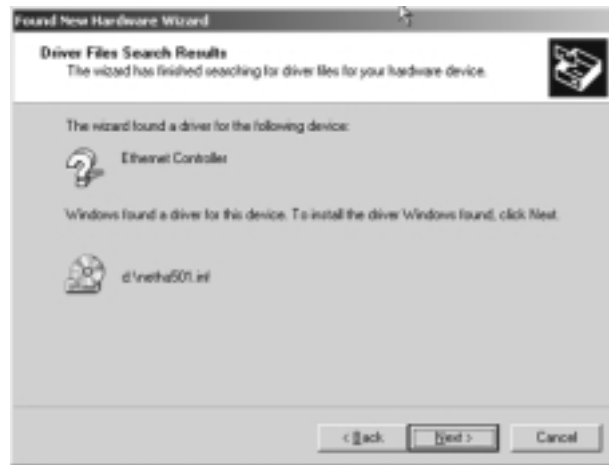 Found New Hardware Wizard
Driver Files Search Results
The wizard has finished searching for driver files for your hardware device.
The wizard found a driver for the following device:
Ethernet Controller
Windows found a driver for this device. To install the driver Windows found, click Next.
d:\netha501.inf
< Back
Next >
Cancel